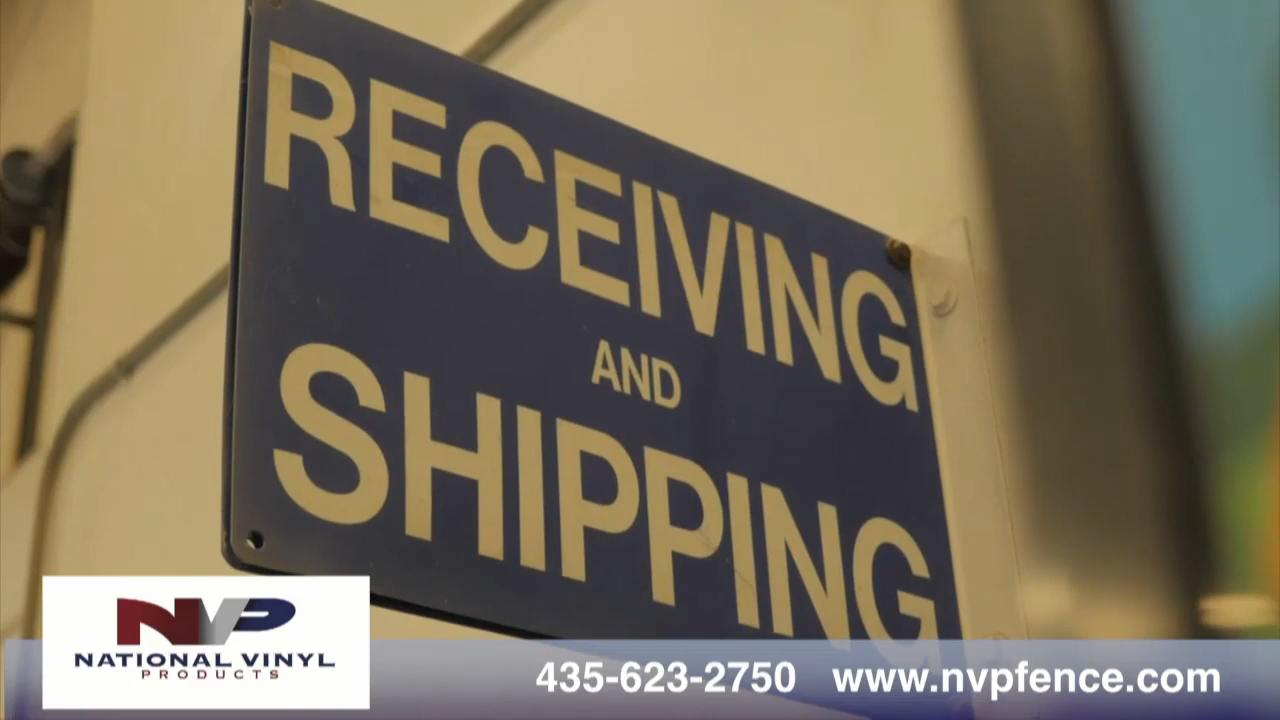 RECEIVING
AND
SHIPPING
NVP
NATIONAL VINYL
PRODUCTS
435-623-2750 www.nvpfence.com